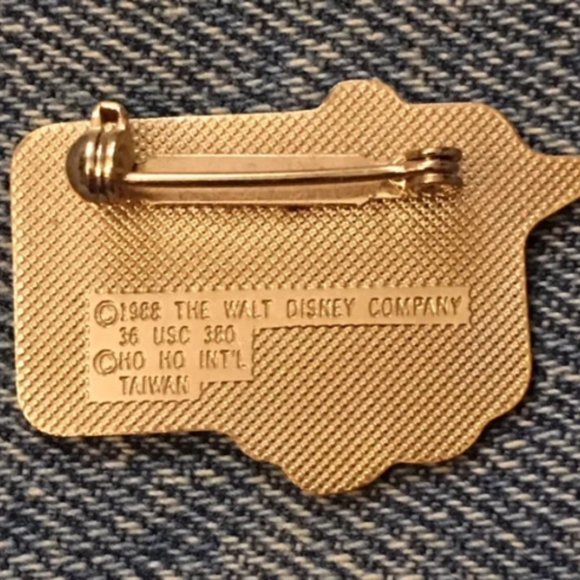 ©1988 THE WALT DISNEY COMPANY
36 USC 380
©HO HO INT'L
TAIWAN